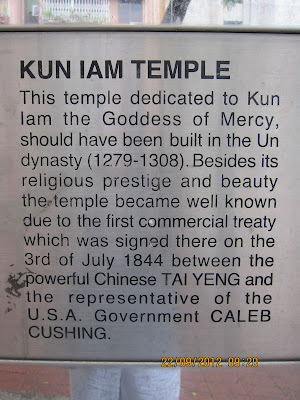 KUN IAM TEMPLE
This temple dedicated to Kun
Iam the Goddess of Mercy,
should have been built in the Un
dynasty (1279-1308). Besides its
religious prestige and beauty
the temple became well known
due to the first commercial treaty
which was signed there on the
3rd of July 1844 between the
powerful Chinese TAI YENG and
the representative of the
U.S.A. Government CALEB
CUSHING.
22/09/2012 09:20